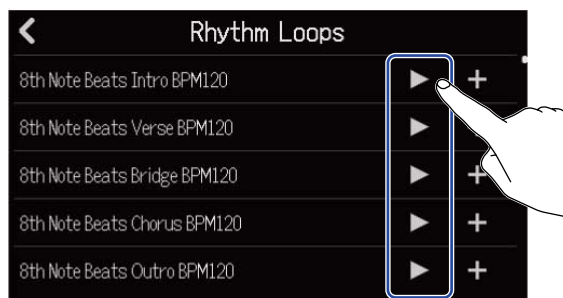 Rhythm Loops
8th Note Beats Intro BPM120
8th Note Beats Verse BPM120
8th Note Beats Bridge BPM120
8th Note Beats Chorus BPM120
8th Note Beats Outro BPM120